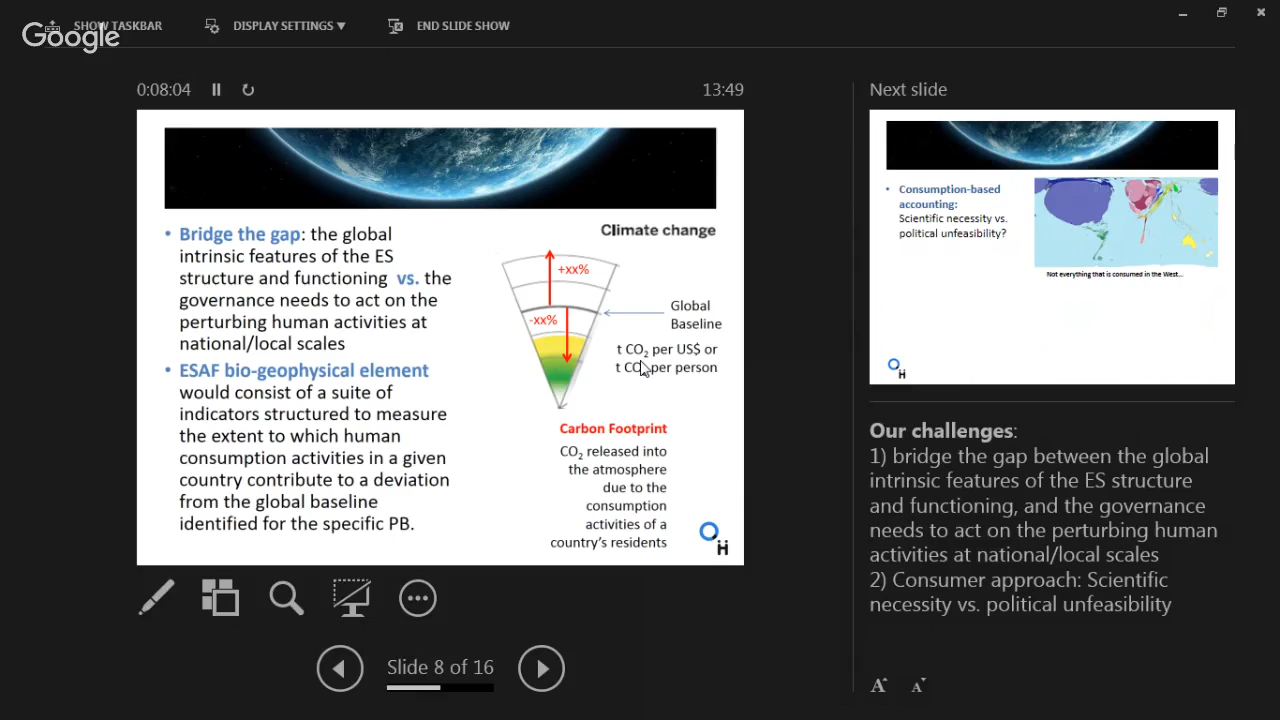 SHOW TASKBAR
DISPLAY SETTINGS ▼
END SLIDE SHOW
Google
0:08:04
13:49
• Bridge the gap: the global
intrinsic features of the ES
structure and functioning vs. the
governance needs to act on the
perturbing human activities at
national/local scales
• ESAF bio-geophysical element
would consist of a suite of
indicators structured to measure
the extent to which human
consumption activities in a given
country contribute to a deviation
from the global baseline
identified for the specific PB.
Climate change
+xx%
-xx%
Global
Baseline
t CO2 per US$ or
t CO2 per person
Carbon Footprint
CO2 released into
the atmosphere
due to the
consumption
activities of a
country's residents
H
Slide 8 of 16
Next slide
• Consumption-based
accounting:
Scientific necessity vs.
political unfeasibility?
Not everything that is consumed in the West...
H
Our challenges:
1) bridge the gap between the global
intrinsic features of the ES structure
and functioning, and the governance
needs to act on the perturbing human
activities at national/local scales
2) Consumer approach: Scientific
necessity vs. political unfeasibility
A A